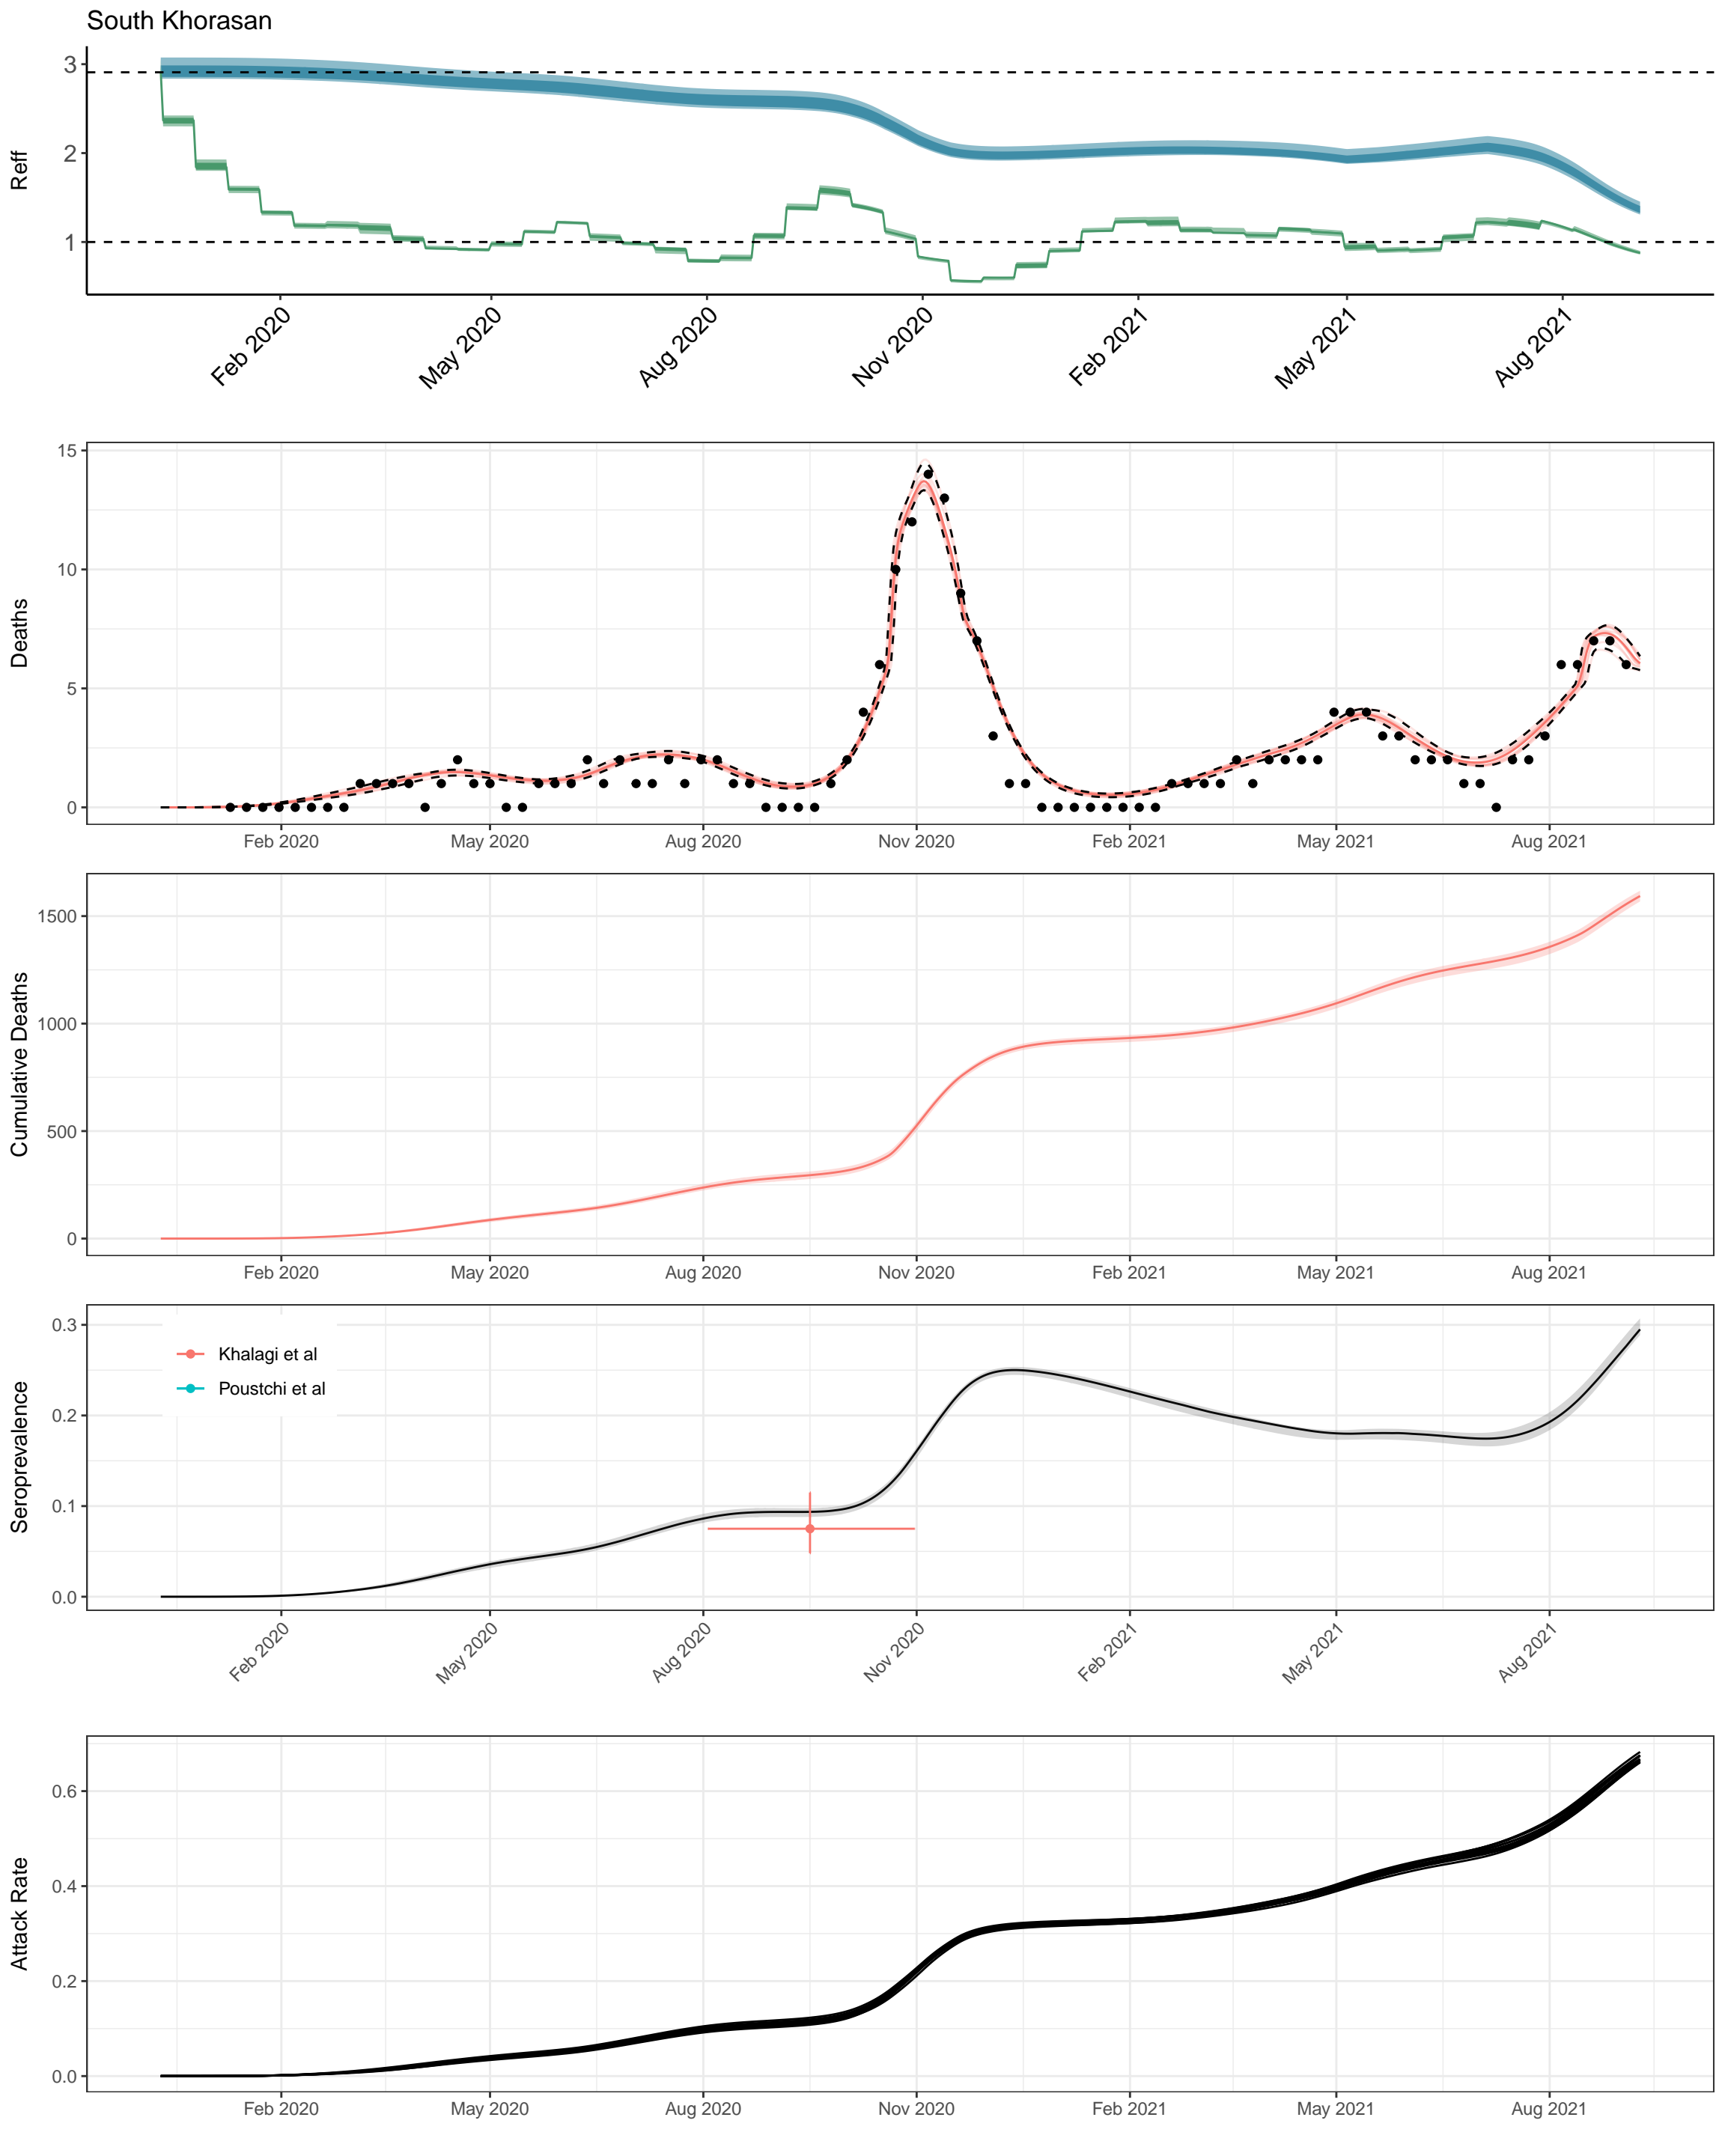 South Khorasan
Reff
3
2
1
Feb 2020
May 2020
Aug 2020
Nov 2020
Feb 2021
May 2021
Aug 2021
Deaths
15
10
5
0
Feb 2020
May 2020
Aug 2020
Nov 2020
Feb 2021
May 2021
Aug 2021
Cumulative Deaths
1500
1000
500
0
Feb 2020
May 2020
Aug 2020
Nov 2020
Feb 2021
May 2021
Aug 2021
Seroprevalence
0.3
0.2
0.1
0.0
Khalagi et al
Poustchi et al
Feb 2020
May 2020
Aug 2020
Nov 2020
Feb 2021
May 2021
Aug 2021
Attack Rate
0.6
0.4
0.2
0.0
Feb 2020
May 2020
Aug 2020
Nov 2020
Feb 2021
May 2021
Aug 2021